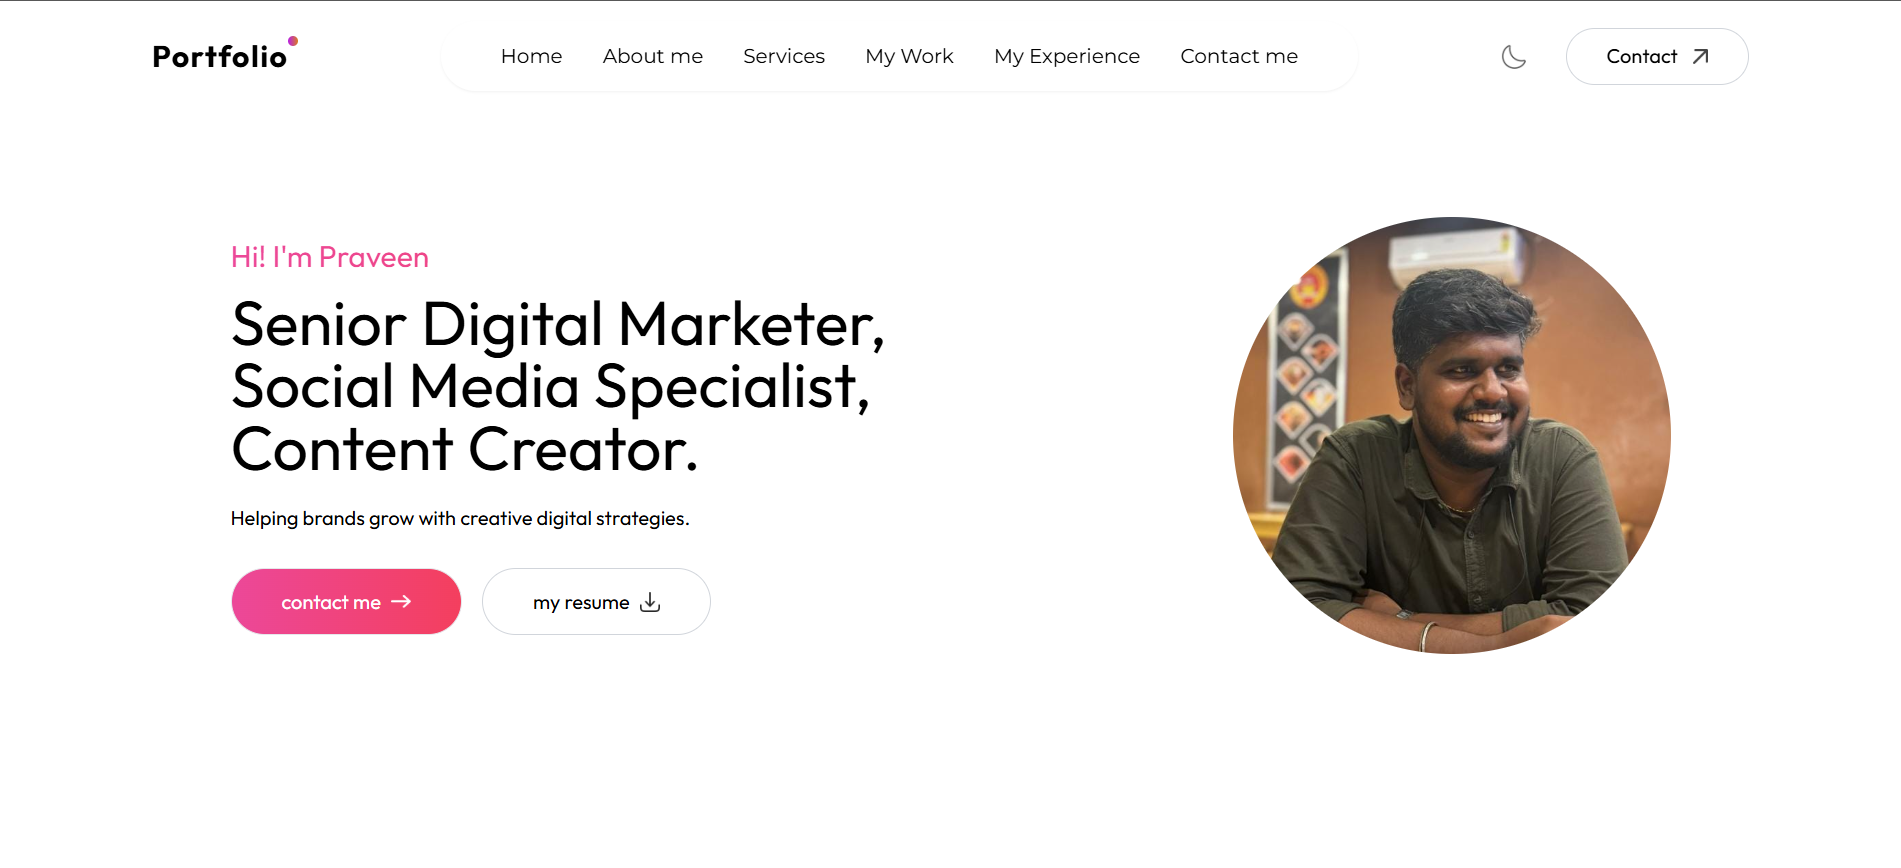 Portfolio
Home About me Services My Work My Experience Contact me
Contact
Hi! I'm Praveen
Senior Digital Marketer,
Social Media Specialist,
Content Creator.
Helping brands grow with creative digital strategies.
contact me
my resume